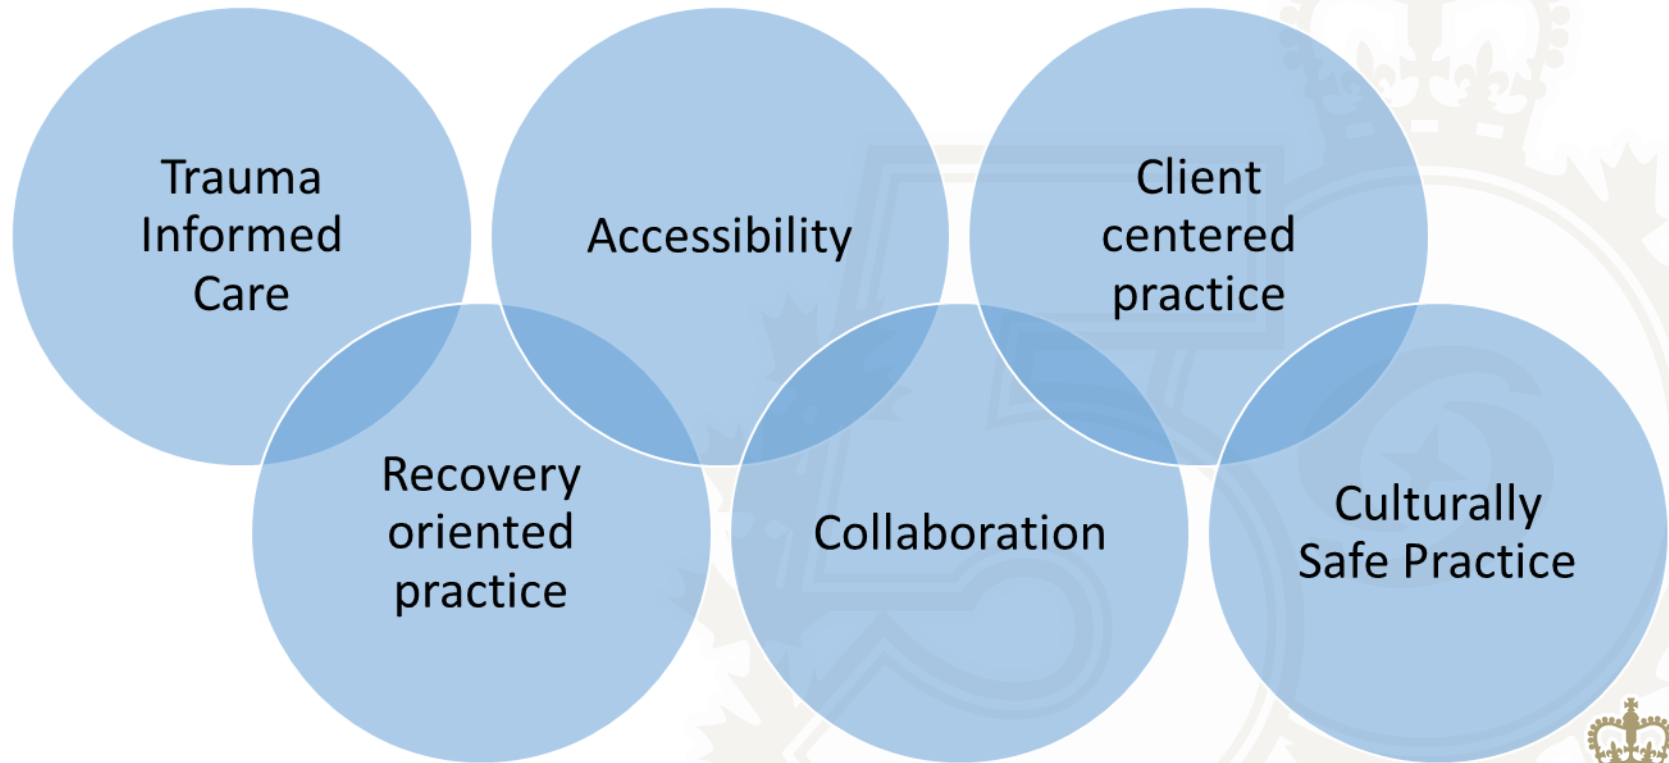 Trauma
Informed
Care
Accessibility
Client
centered
practice
Recovery
oriented
practice
Collaboration
Culturally
Safe Practice